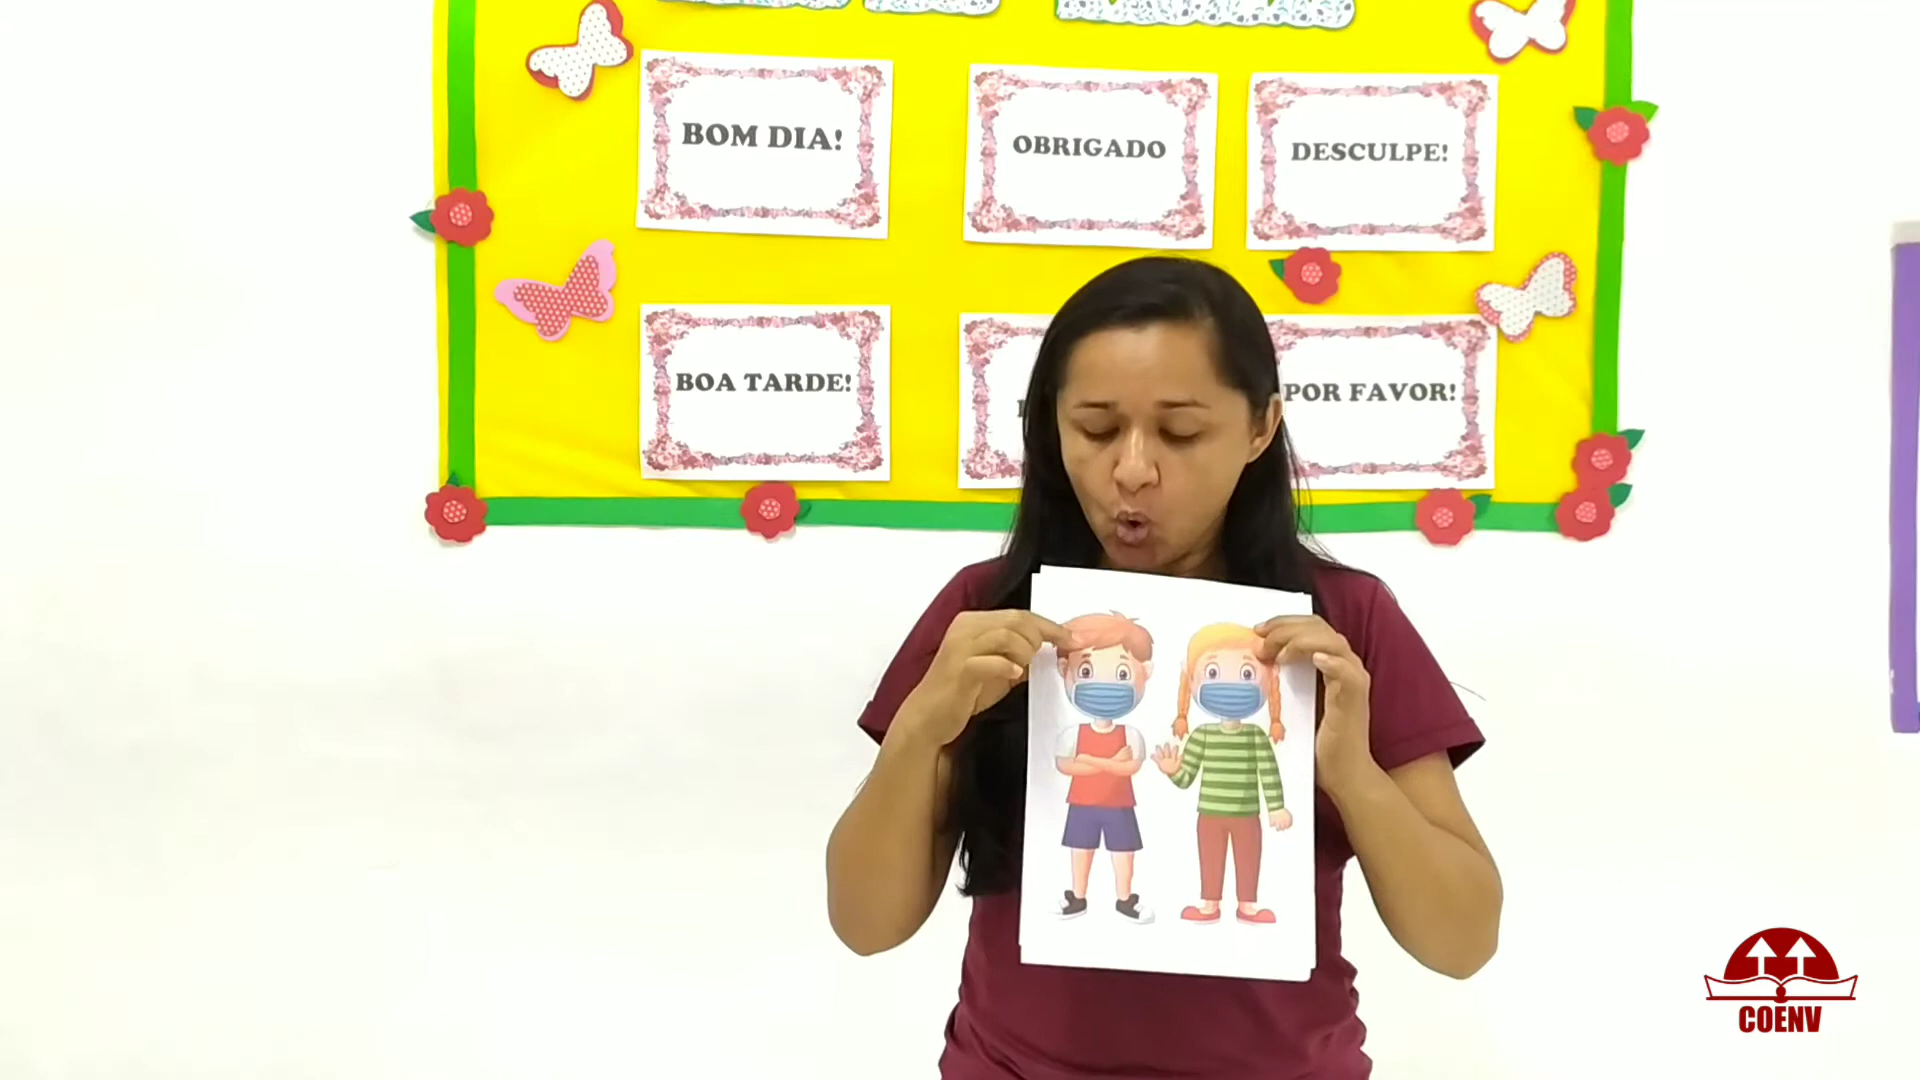 BOM DIA!
OBRIGADO
DESCULPE!
BOA TARDE!
POR FAVOR!
COENV